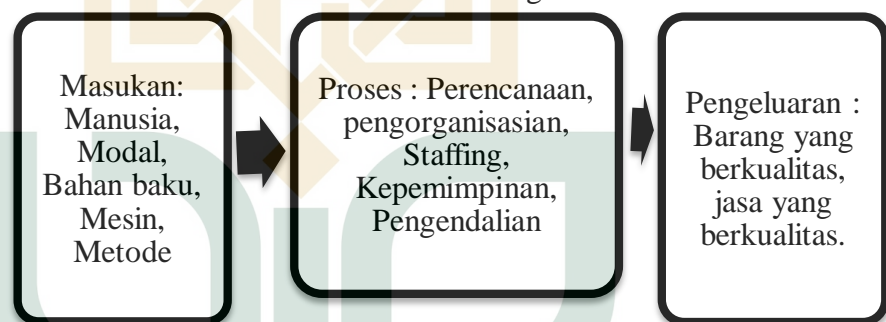 Masukan:
Manusia,
Modal,
Bahan baku,
Mesin,
Metode
Proses : Perencanaan,
pengorganisasian,
Staffing,
Kepemimpinan,
Pengendalian
Pengeluaran :
Barang yang
berkualitas,
jasa yang
berkualitas.